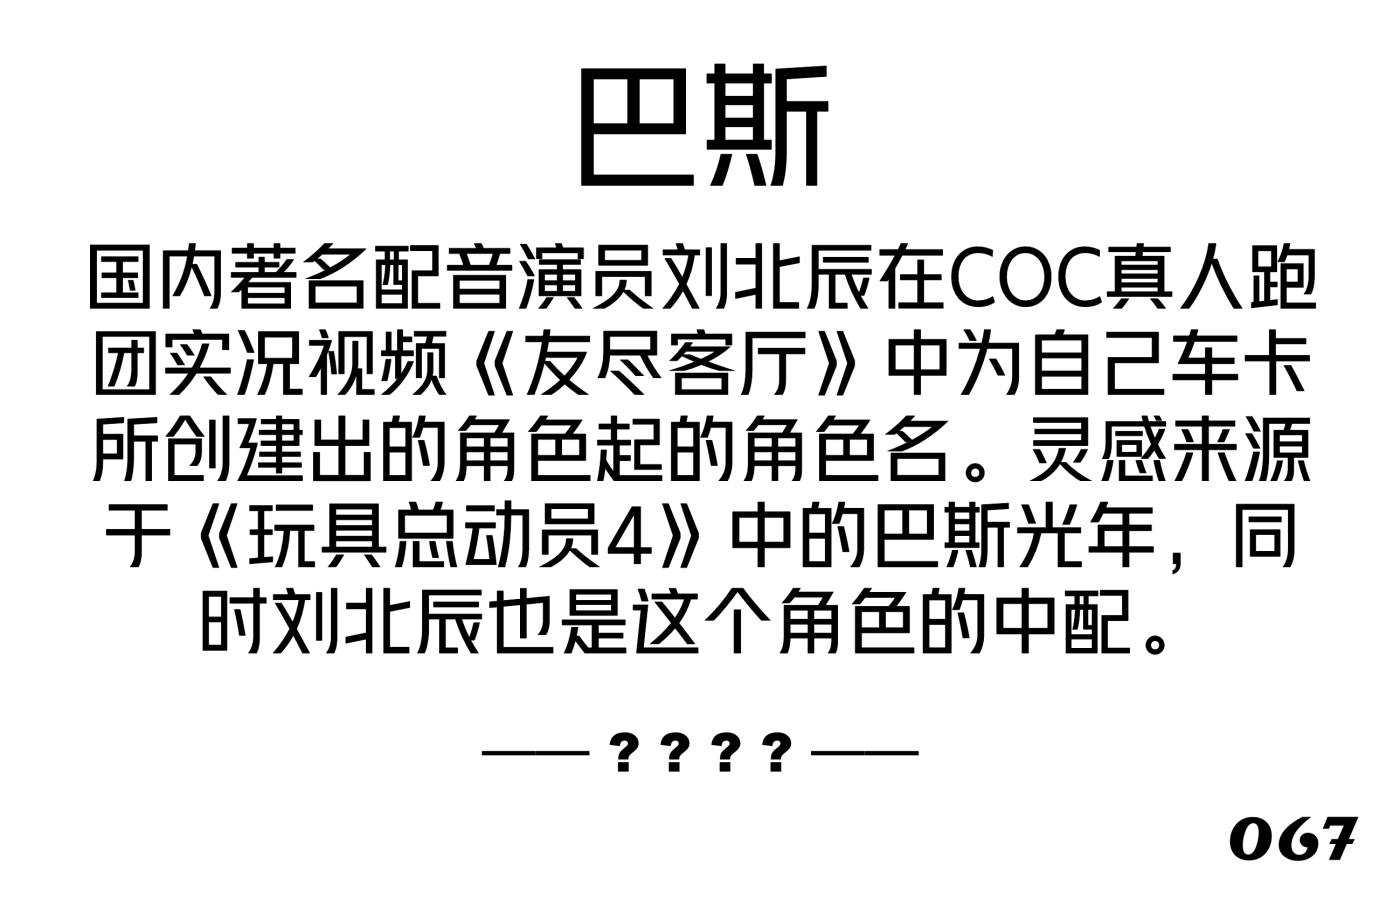 巴斯
国内著名配音演员刘北辰在COC真人跑
团实况视频《友尽客厅》中为自己车卡
所创建出的角色起的角色名。灵感来源
于《玩具总动员4》中的巴斯光年，同
时刘北辰也是这个角色的中配。
——？？？？——
067